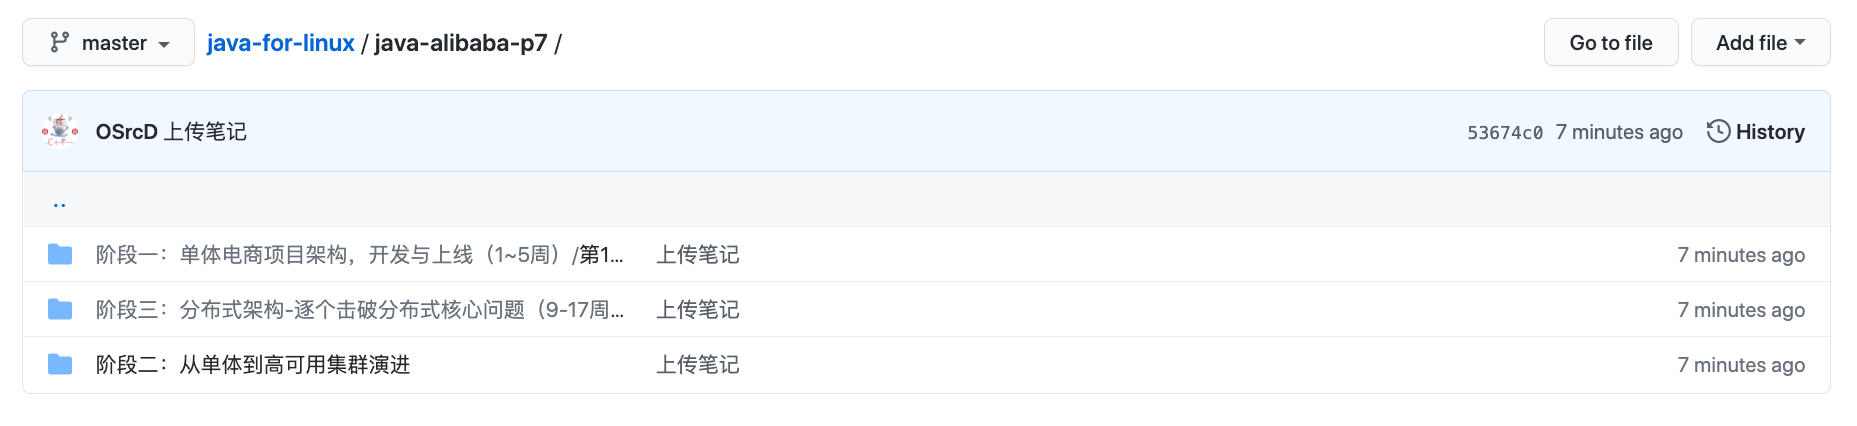 master java-for-linux / java-alibaba-p7 / Go to file Add file
OSrcD 上传笔记 53674c0 7 minutes ago History
..
阶段一：单体电商项目架构，开发与上线（1~5周）/第1... 上传笔记 7 minutes ago
阶段三：分布式架构-逐个击破分布式核心问题（9-17周... 上传笔记 7 minutes ago
阶段二：从单体到高可用集群演进 上传笔记 7 minutes ago